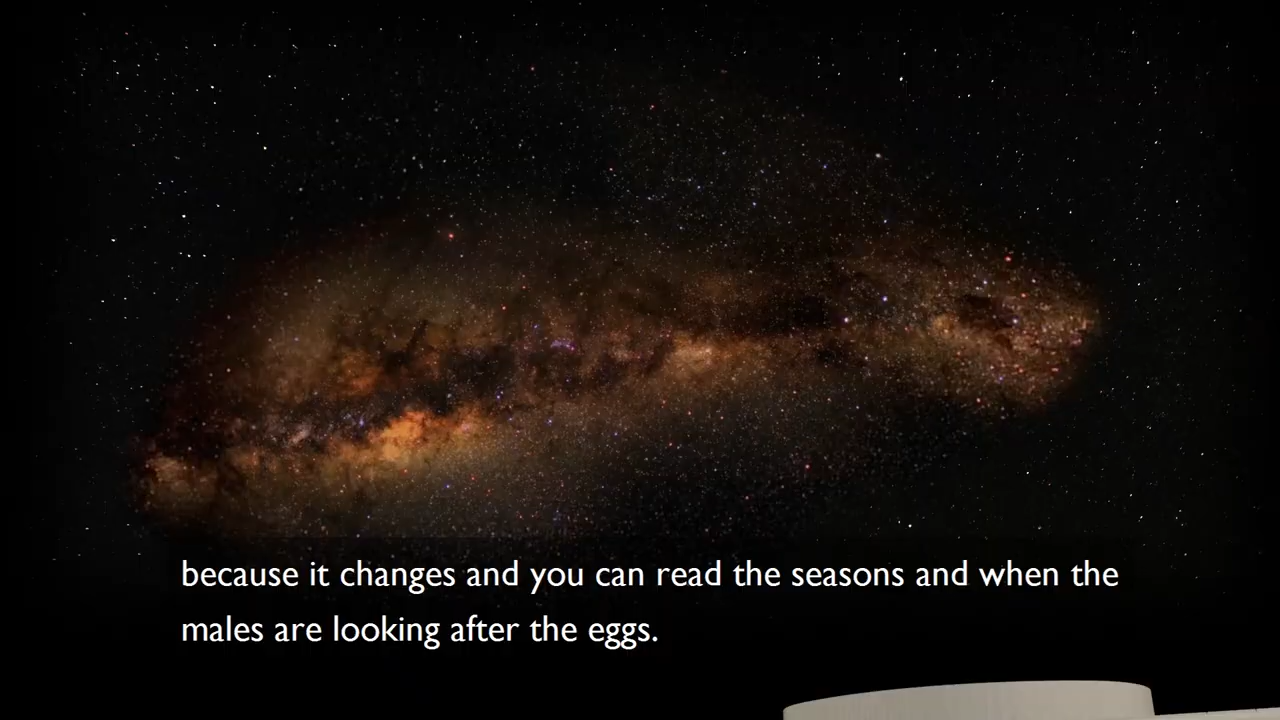 because it changes and you can read the seasons and when the
males are looking after the eggs.